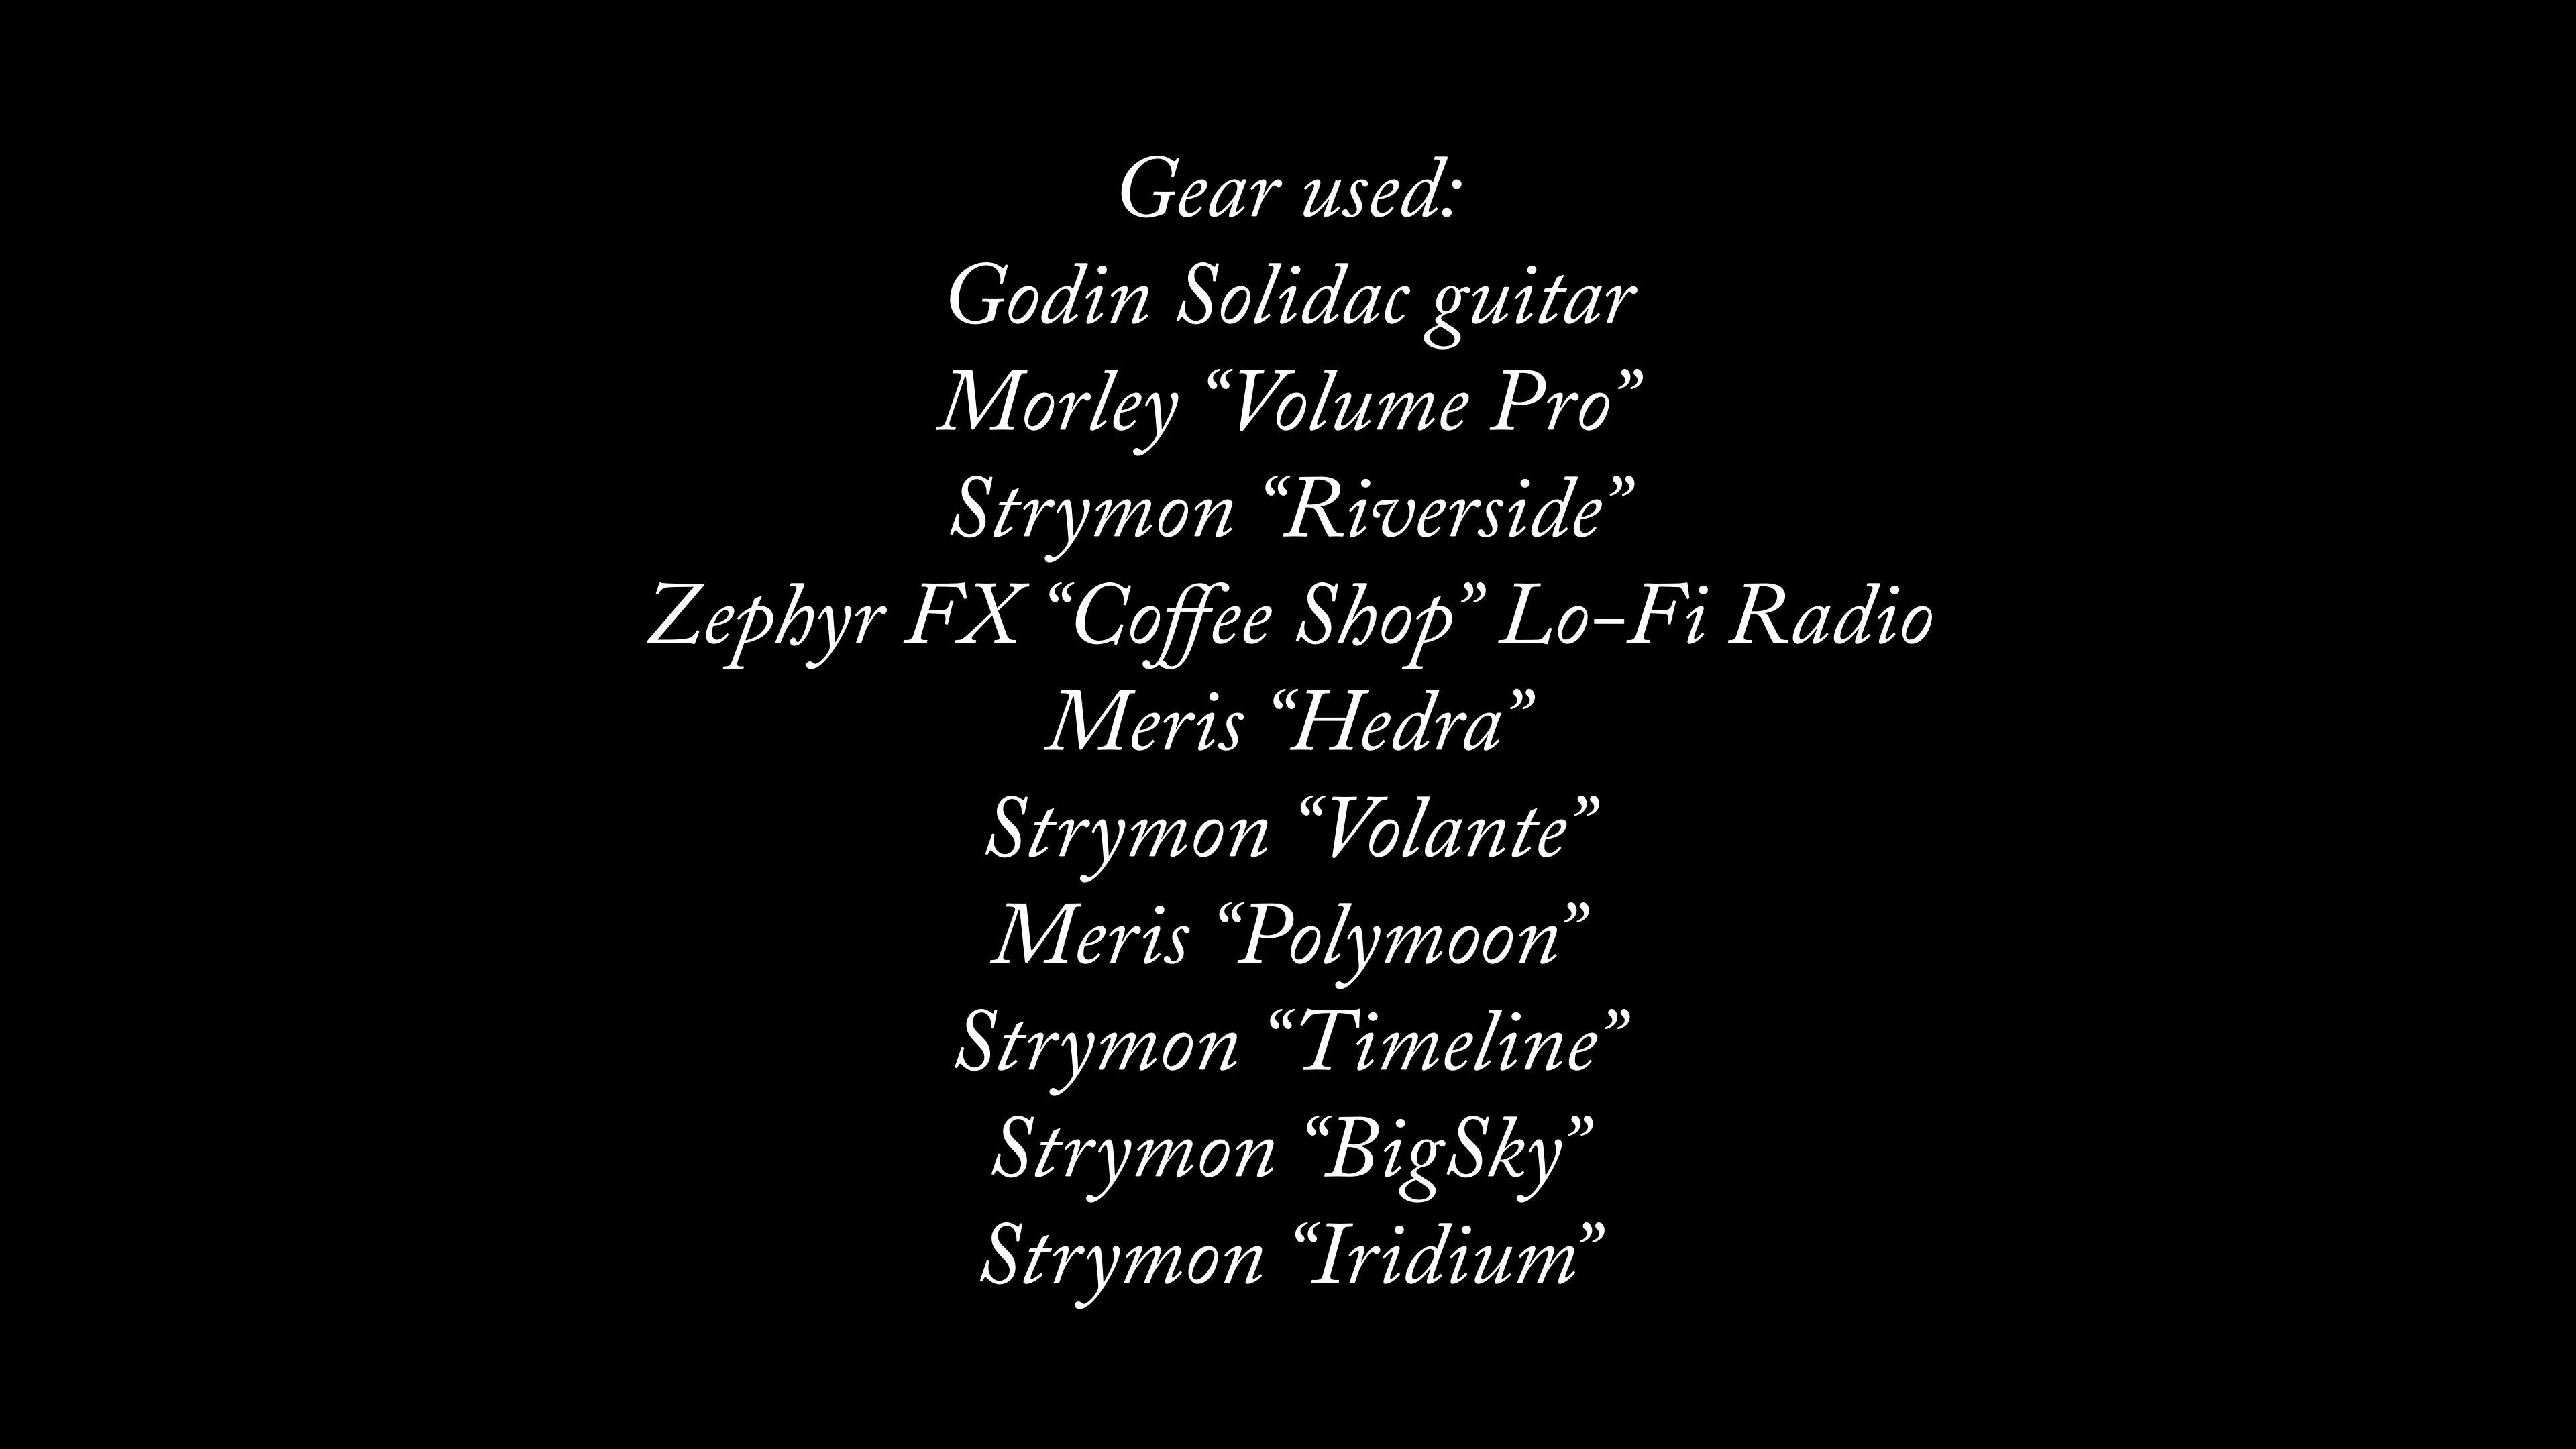 Gear used:
Godin Solidac guitar
Morley “Volume Pro”
Strymon “Riverside”
Zephyr FX “Coffee Shop” Lo-Fi Radio
Meris “Hedra”
Strymon “Volante”
Meris “Polymoon”
Strymon “Timeline”
Strymon “BigSky”
Strymon “Iridium”